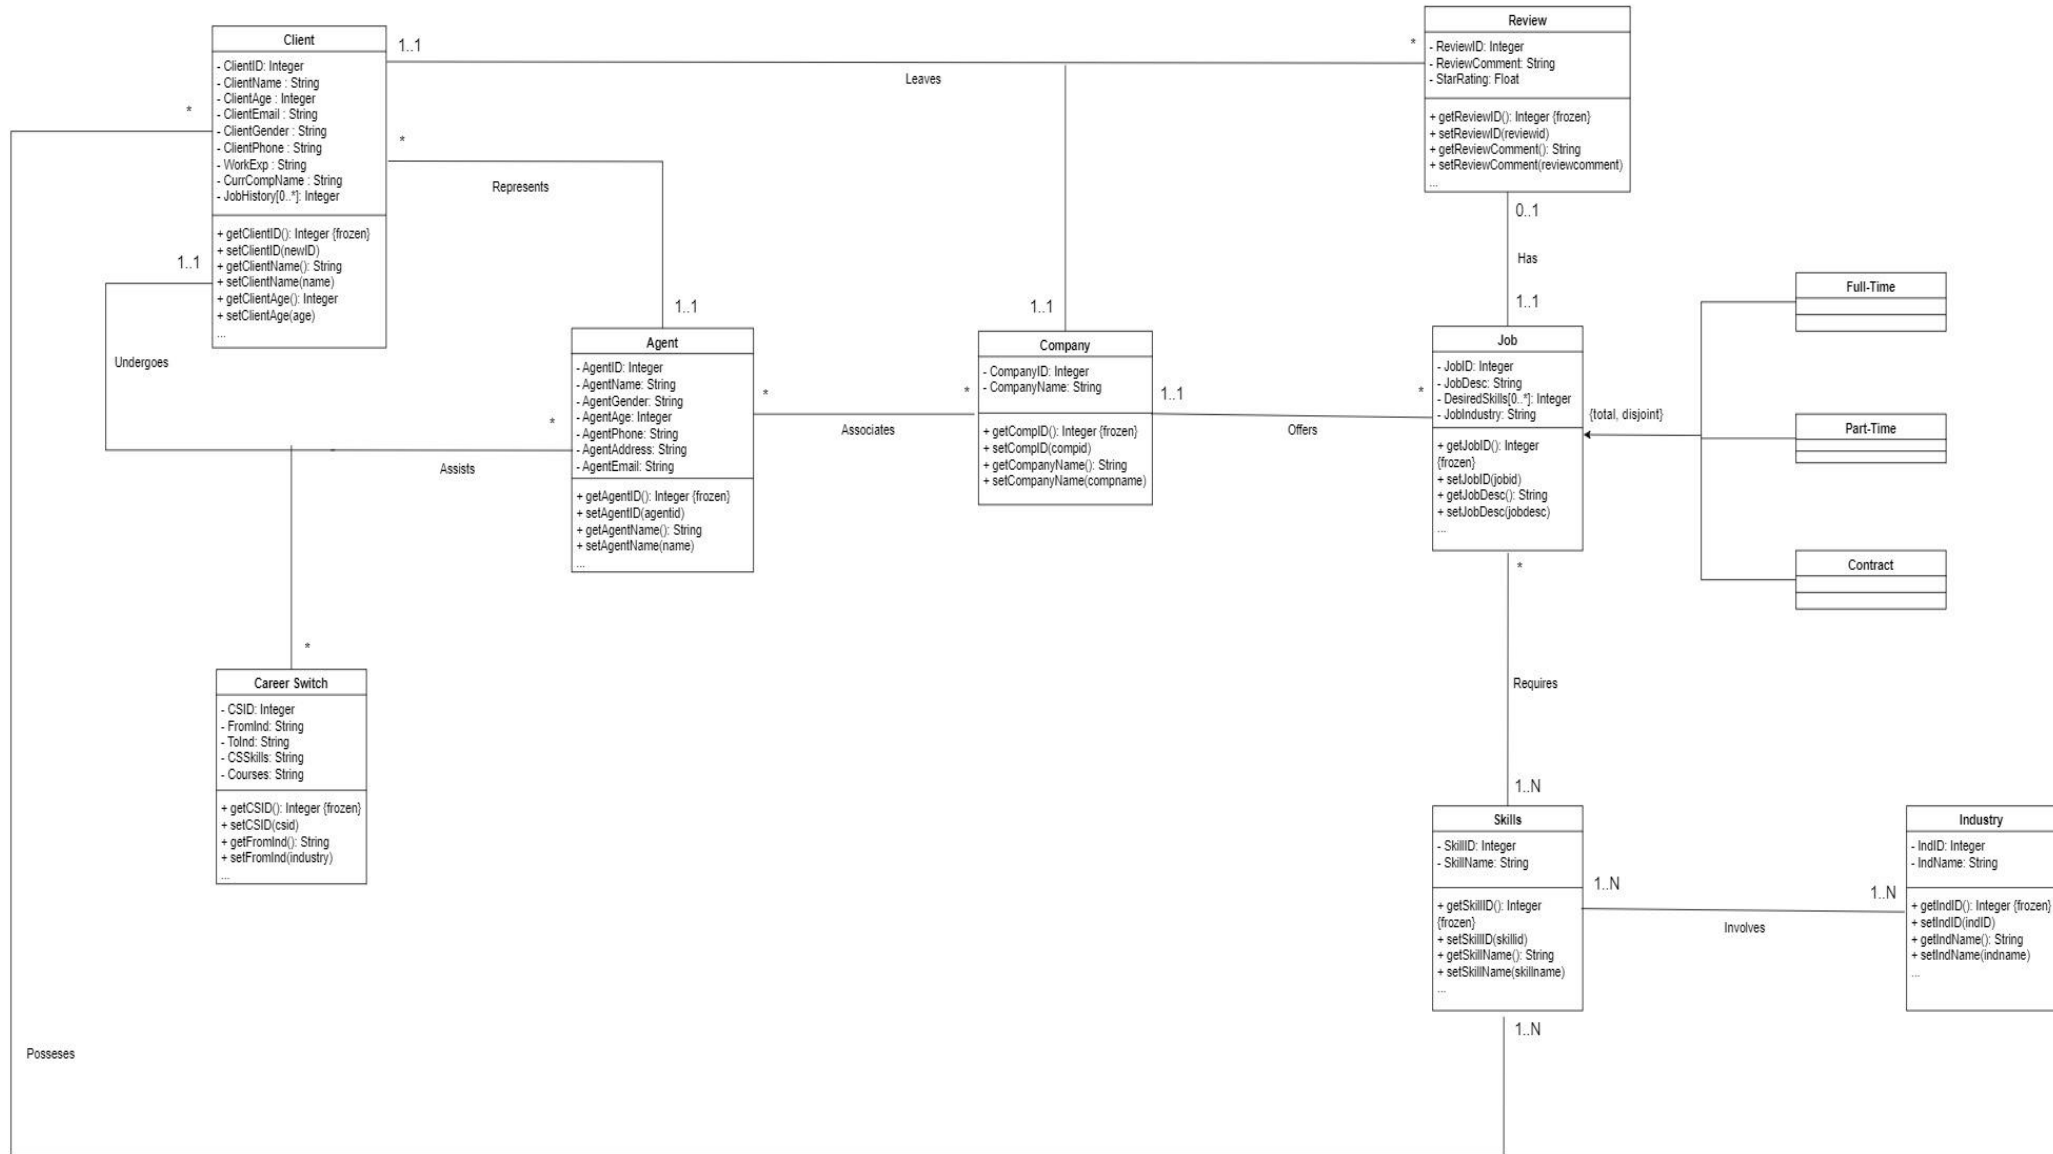 Client
- ClientID: Integer
- ClientName : String
- ClientAge : Integer
- ClientEmail : String
- ClientGender : String
- ClientPhone : String
- WorkExp : String
- CurrCompName : String
- JobHistory[0..*]: Integer
+ getClientID(): Integer {frozen}
+ setClientID(newID)
+ getClientName(): String
+ setClientName(name)
+ getClientAge(): Integer
+ setClientAge(age)
...
1..1
Leaves
*
1..1
Review
- ReviewID: Integer
- ReviewComment: String
- StarRating: Float
+ getReviewID(): Integer {frozen}
+ setReviewID(reviewid)
+ getReviewComment(): String
+ setReviewComment(reviewcomment)
...
*
*
Represents
1..1
1..1
Undergoes
*
Assists
*
0..1
Has
1..1
Agent
- AgentID: Integer
- AgentName: String
- AgentGender: String
- AgentAge: Integer
- AgentPhone: String
- AgentAddress: String
- AgentEmail: String
+ getAgentID(): Integer {frozen}
+ setAgentID(agentid)
+ getAgentName(): String
+ setAgentName(name)
...
*
Associates
*
Company
- CompanyID: Integer
- CompanyName: String
+ getCompID(): Integer {frozen}
+ setCompID(compid)
+ getCompanyName(): String
+ setCompanyName(compname)
1..1
Offers
*
Job
- JobID: Integer
- JobDesc: String
- DesiredSkills[0..*]: Integer
- JobIndustry: String
+ getJobID(): Integer
{frozen}
+ setJobID(jobid)
+ getJobDesc(): String
+ setJobDesc(jobdesc)
...
{total, disjoint}
Full-Time
Part-Time
Contract
*
Requires
1..N
Career Switch
- CSID: Integer
- FromInd: String
- ToInd: String
- CSSkills: String
- Courses: String
+ getCSID(): Integer {frozen}
+ setCSID(csid)
+ getFromInd(): String
+ setFromInd(industry)
...
Skills
- SkillID: Integer
- SkillName: String
+ getSkillID(): Integer
{frozen}
+ setSkillID(skillid)
+ getSkillName(): String
+ setSkillName(skillname)
...
1..N
Involves
1..N
Industry
- IndID: Integer
- IndName: String
+ getIndID(): Integer {frozen}
+ setIndID(indID)
+ getIndName(): String
+ setIndName(indname)
...
1..N
Posseses